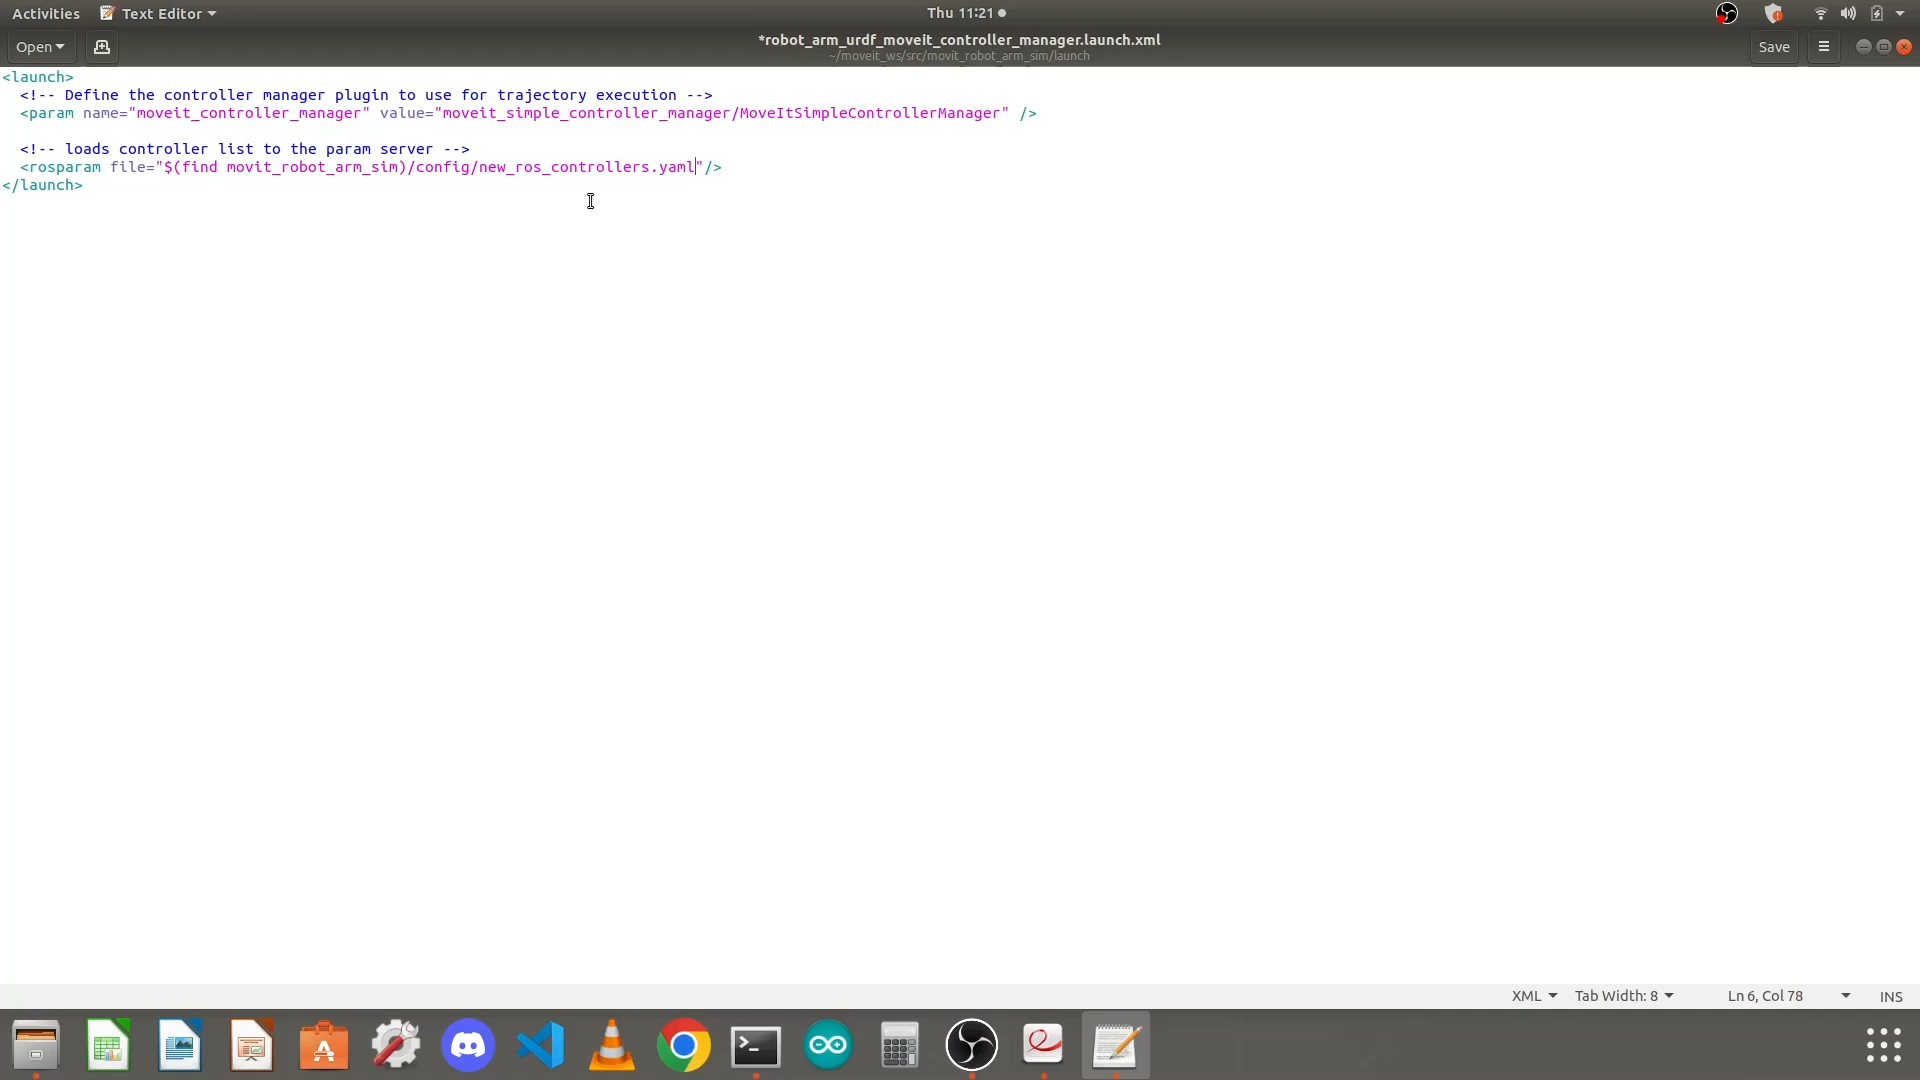 Activities Text Editor Thu 11:21
Open *robot_arm_urdf_moveit_controller_manager.launch.xml Save
~/moveit_ws/src/movit_robot_arm_sim/launch
<launch>
  <!-- Define the controller manager plugin to use for trajectory execution -->
  <param name="moveit_controller_manager" value="moveit_simple_controller_manager/MoveItSimpleControllerManager" />
  <!-- loads controller list to the param server -->
  <rosparam file="$(find movit_robot_arm_sim)/config/new_ros_controllers.yaml"/>
</launch>
XML Tab Width: 8 Ln 6, Col 78 INS